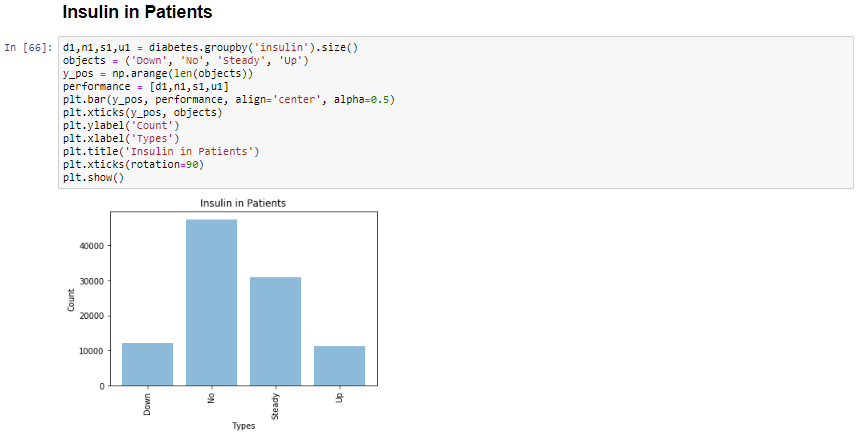 Insulin in Patients
In [66]:
d1,n1,s1,u1 = diabetes.groupby('insulin').size()
objects = ('Down', 'No', 'Steady', 'Up')
y_pos = np.arange(len(objects))
performance = [d1,n1,s1,u1]
plt.bar(y_pos, performance, align='center', alpha=0.5)
plt.xticks(y_pos, objects)
plt.ylabel('Count')
plt.xlabel('Types')
plt.title('Insulin in Patients')
plt.xticks(rotation=90)
plt.show()
Insulin in Patients
40000
30000
20000
10000
0
Count
Down
No
Steady
Up
Types